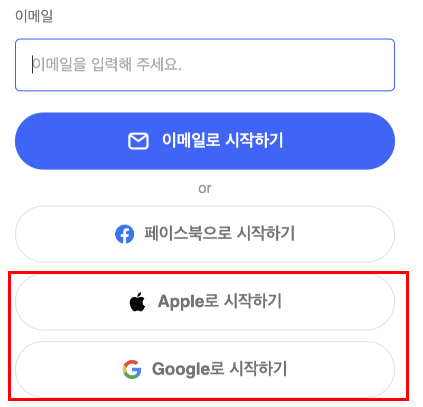 이메일
이메일을 입력해 주세요.
이메일로 시작하기
or
페이스북으로 시작하기
Apple로 시작하기
Google로 시작하기